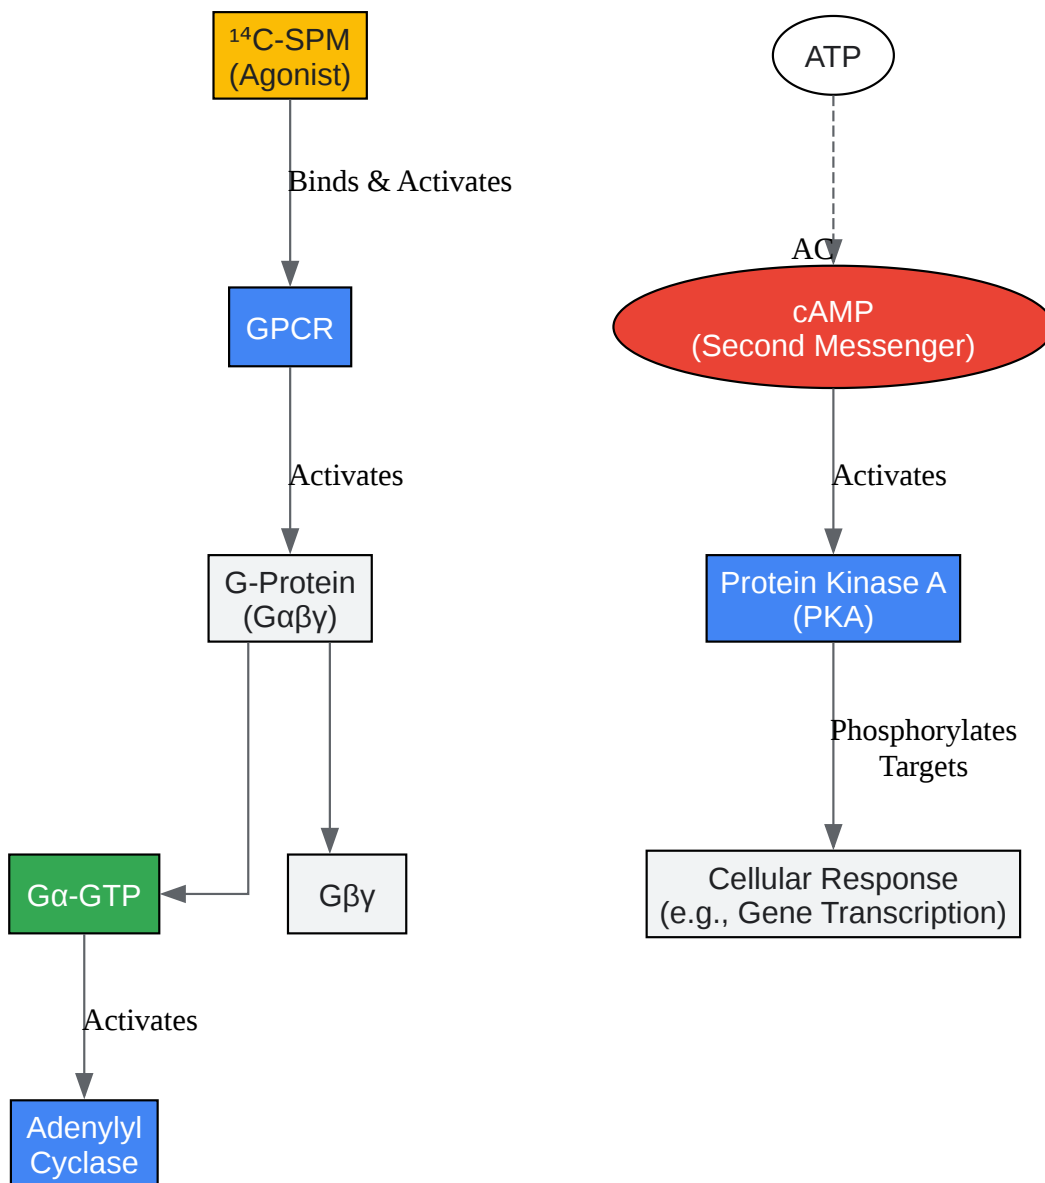 ¹⁴C-SPM
(Agonist)
Binds & Activates
GPCR
Activates
G-Protein
(Gαβγ)
Gα-GTP
Gβγ
Activates
Adenylyl
Cyclase
ATP
AC
cAMP
(Second Messenger)
Activates
Protein Kinase A
(PKA)
Phosphorylates
Targets
Cellular Response
(e.g., Gene Transcription)